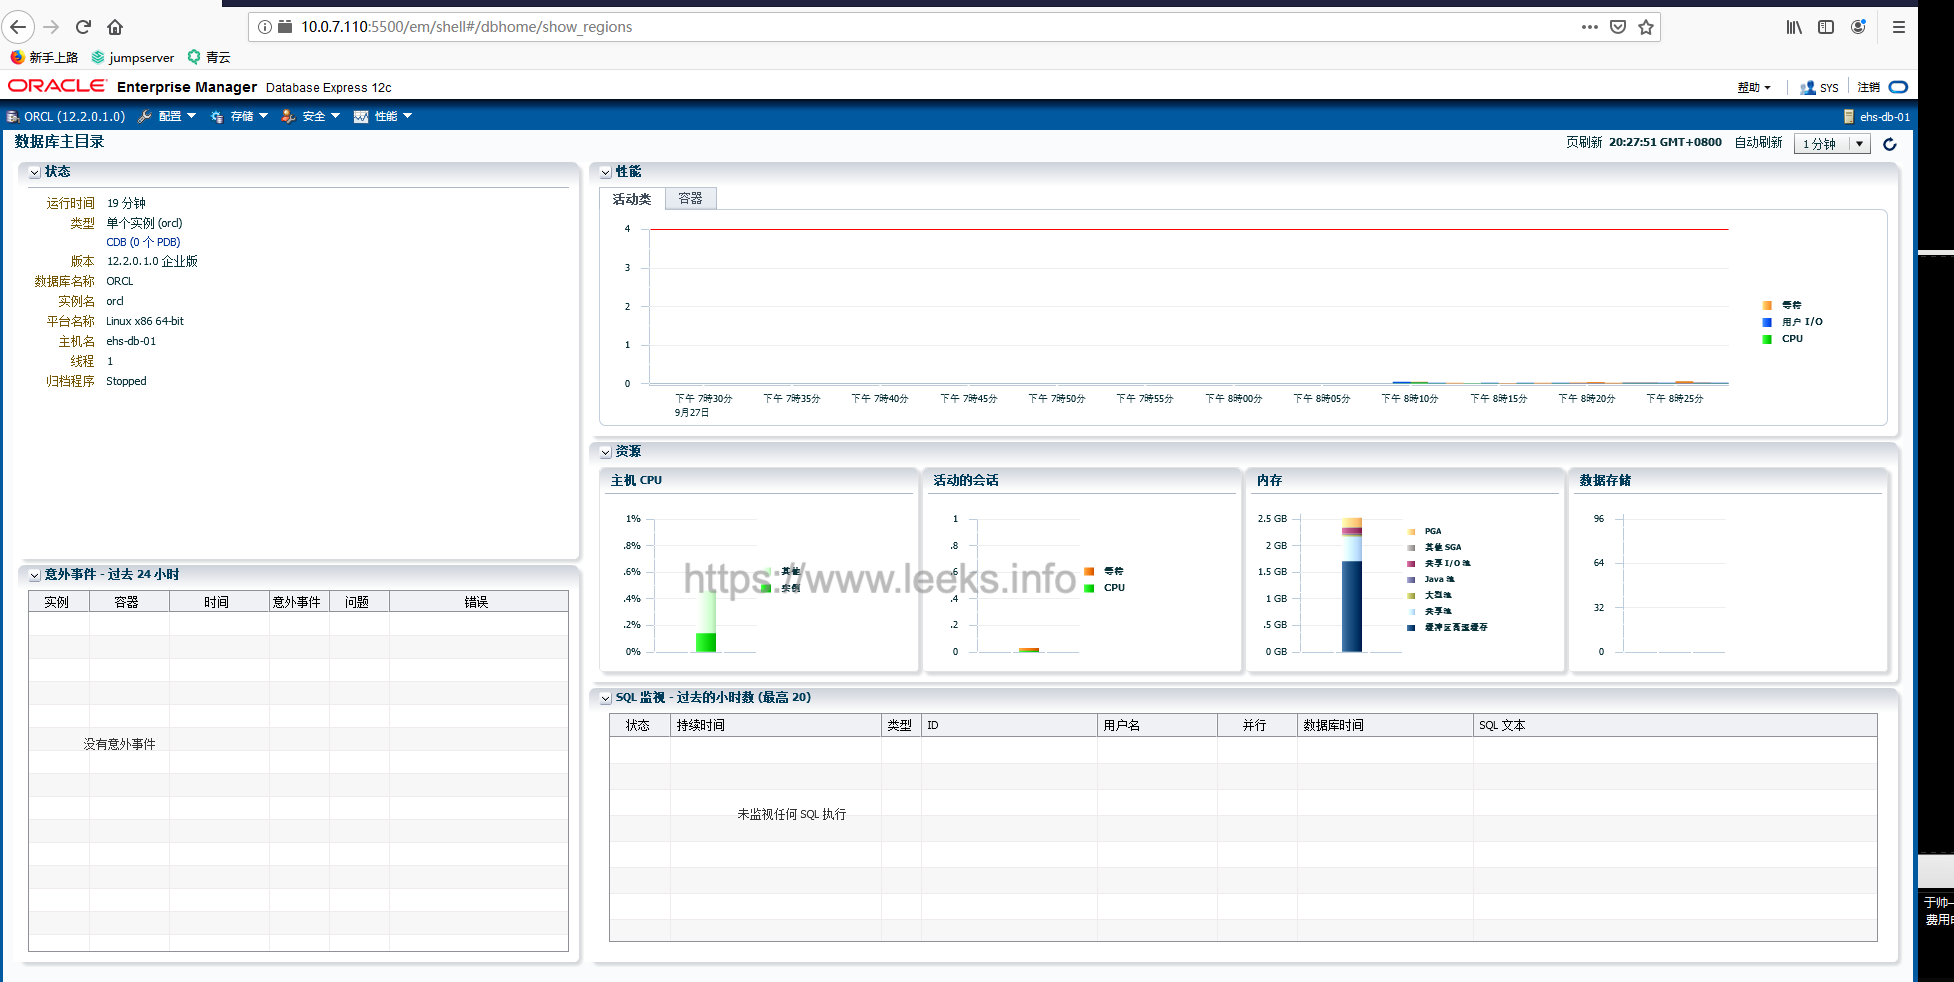 10.0.7.110:5500/em/shell#/dbhome/show_regions
新手上路 jumpserver 青云
ORACLE Enterprise Manager Database Express 12c
帮助 SYS 注销
ORCL (12.2.0.1.0) 配置 存储 安全 性能
ehs-db-01
数据库主目录
页刷新 20:27:51 GMT+0800 自动刷新 1 分钟
状态
运行时间 19 分钟
类型 单个实例 (orcl)
CDB (0 个 PDB)
版本 12.2.0.1.0 企业版
数据库名称 ORCL
实例名 orcl
平台名称 Linux x86 64-bit
主机名 ehs-db-01
线程 1
归档程序 Stopped
性能
活动类 容器
4
3
2
1
0
下午 7時30分 下午 7時35分 下午 7時40分 下午 7時45分 下午 7時50分 下午 7時55分 下午 8時00分 下午 8時05分 下午 8時10分 下午 8時15分 下午 8時20分 下午 8時25分
9月27日
等待
用户 I/O
CPU
资源
主机 CPU
1%
.8%
.6%
.4%
.2%
0%
其他
实例
活动的会话
1
.8
.6
.4
.2
0
等待
CPU
内存
2.5 GB
2 GB
1.5 GB
1 GB
.5 GB
0 GB
PGA
其他 SGA
共享 I/O 池
Java 池
大型池
共享池
缓冲区高速缓存
数据存储
96
64
32
0
https://www.leeks.info
意外事件 - 过去 24 小时
实例 容器 时间 意外事件 问题 错误
没有意外事件
SQL 监视 - 过去的小时数 (最高 20)
状态 持续时间 类型 ID 用户名 并行 数据库时间 SQL 文本
未监视任何 SQL 执行
于帅
费用